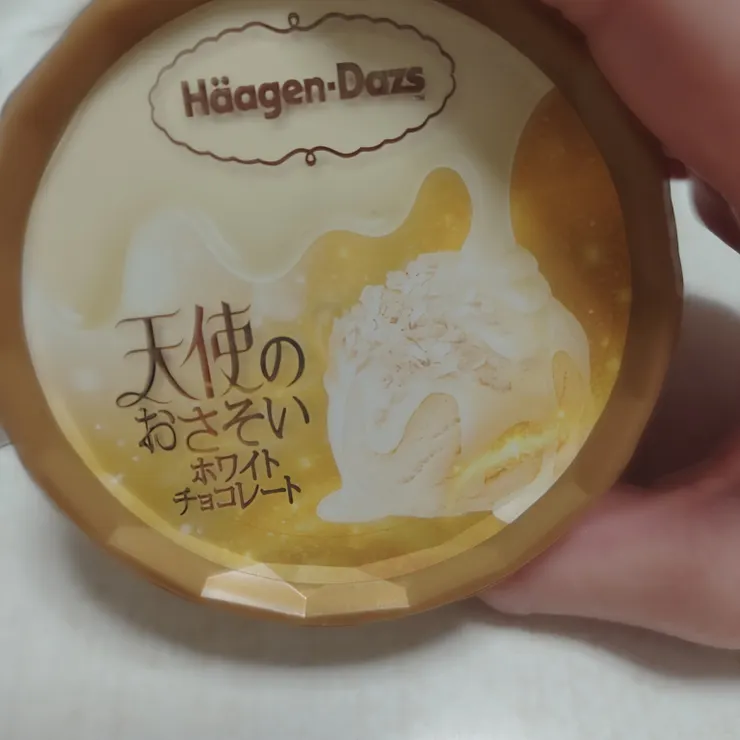 Häagen-Dazs
天使の
おさそい
ホワイト
チョコレート